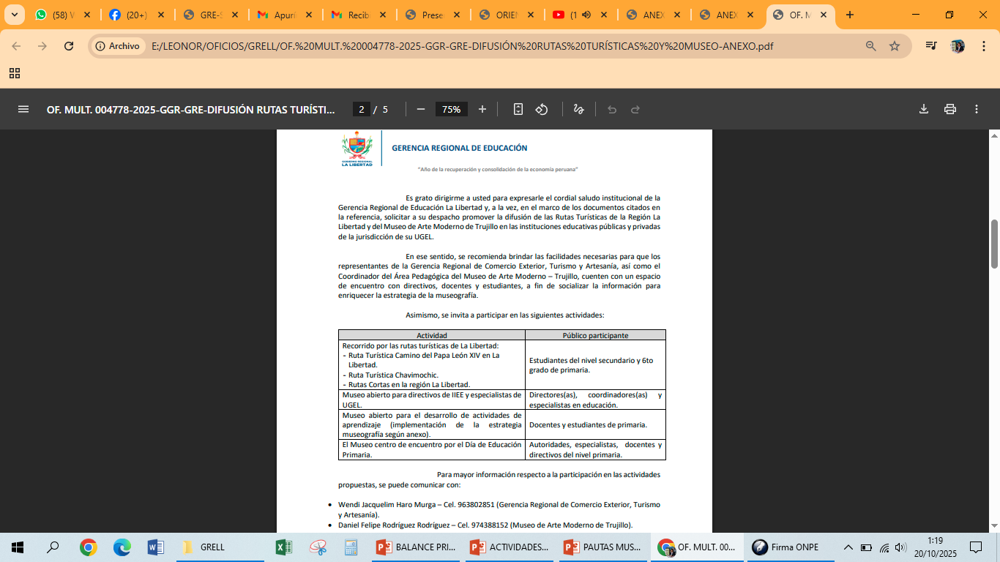 (58) W
(20+)
GRE-S
Apurí
Recib
Prese
ORIEN
(1
ANEX
ANEX
OF. M
Archivo
E:/LEONOR/OFICIOS/GRELL/OF.%20MULT.%20004778-2025-GGR-GRE-DIFUSIÓN%20RUTAS%20TURÍSTICAS%20Y%20MUSEO-ANEXO.pdf
OF. MULT. 004778-2025-GGR-GRE-DIFUSIÓN RUTAS TURÍSTI...
2 / 5
75%
GOBIERNO REGIONAL
LA LIBERTAD
GERENCIA REGIONAL DE EDUCACIÓN
"Año de la recuperación y consolidación de la economía peruana"
Es grato dirigirme a usted para expresarle el cordial saludo institucional de la
Gerencia Regional de Educación La Libertad y, a la vez, en el marco de los documentos citados en
la referencia, solicitar a su despacho promover la difusión de las Rutas Turísticas de la Región La
Libertad y del Museo de Arte Moderno de Trujillo en las instituciones educativas públicas y privadas
de la jurisdicción de su UGEL.
En ese sentido, se recomienda brindar las facilidades necesarias para que los
representantes de la Gerencia Regional de Comercio Exterior, Turismo y Artesanía, así como el
Coordinador del Área Pedagógica del Museo de Arte Moderno – Trujillo, cuenten con un espacio
de encuentro con directivos, docentes y estudiantes, a fin de socializar la información para
enriquecer la estrategia de la museografía.
Asimismo, se invita a participar en las siguientes actividades:
Actividad
Público participante
Recorrido por las rutas turísticas de La Libertad:
- Ruta Turística Camino del Papa León XIV en La
Libertad.
- Ruta Turística Chavimochic.
- Rutas Cortas en la región La Libertad.
Estudiantes del nivel secundario y 6to
grado de primaria.
Museo abierto para directivos de IIEE y especialistas de
UGEL.
Directores(as), coordinadores(as) y
especialistas en educación.
Museo abierto para el desarrollo de actividades de
aprendizaje (implementación de la estrategia
museografía según anexo).
Docentes y estudiantes de primaria.
El Museo centro de encuentro por el Día de Educación
Primaria.
Autoridades, especialistas, docentes y
directivos del nivel primaria.
Para mayor información respecto a la participación en las actividades
propuestas, se puede comunicar con:
• Wendi Jacquelim Haro Murga – Cel. 963802851 (Gerencia Regional de Comercio Exterior, Turismo
y Artesanía).
• Daniel Felipe Rodríguez Rodríguez – Cel. 974388152 (Museo de Arte Moderno de Trujillo).
GRELL
BALANCE PRI...
ACTIVIDADES...
PAUTAS MUS...
OF. MULT. 00...
Firma ONPE
1:19
20/10/2025